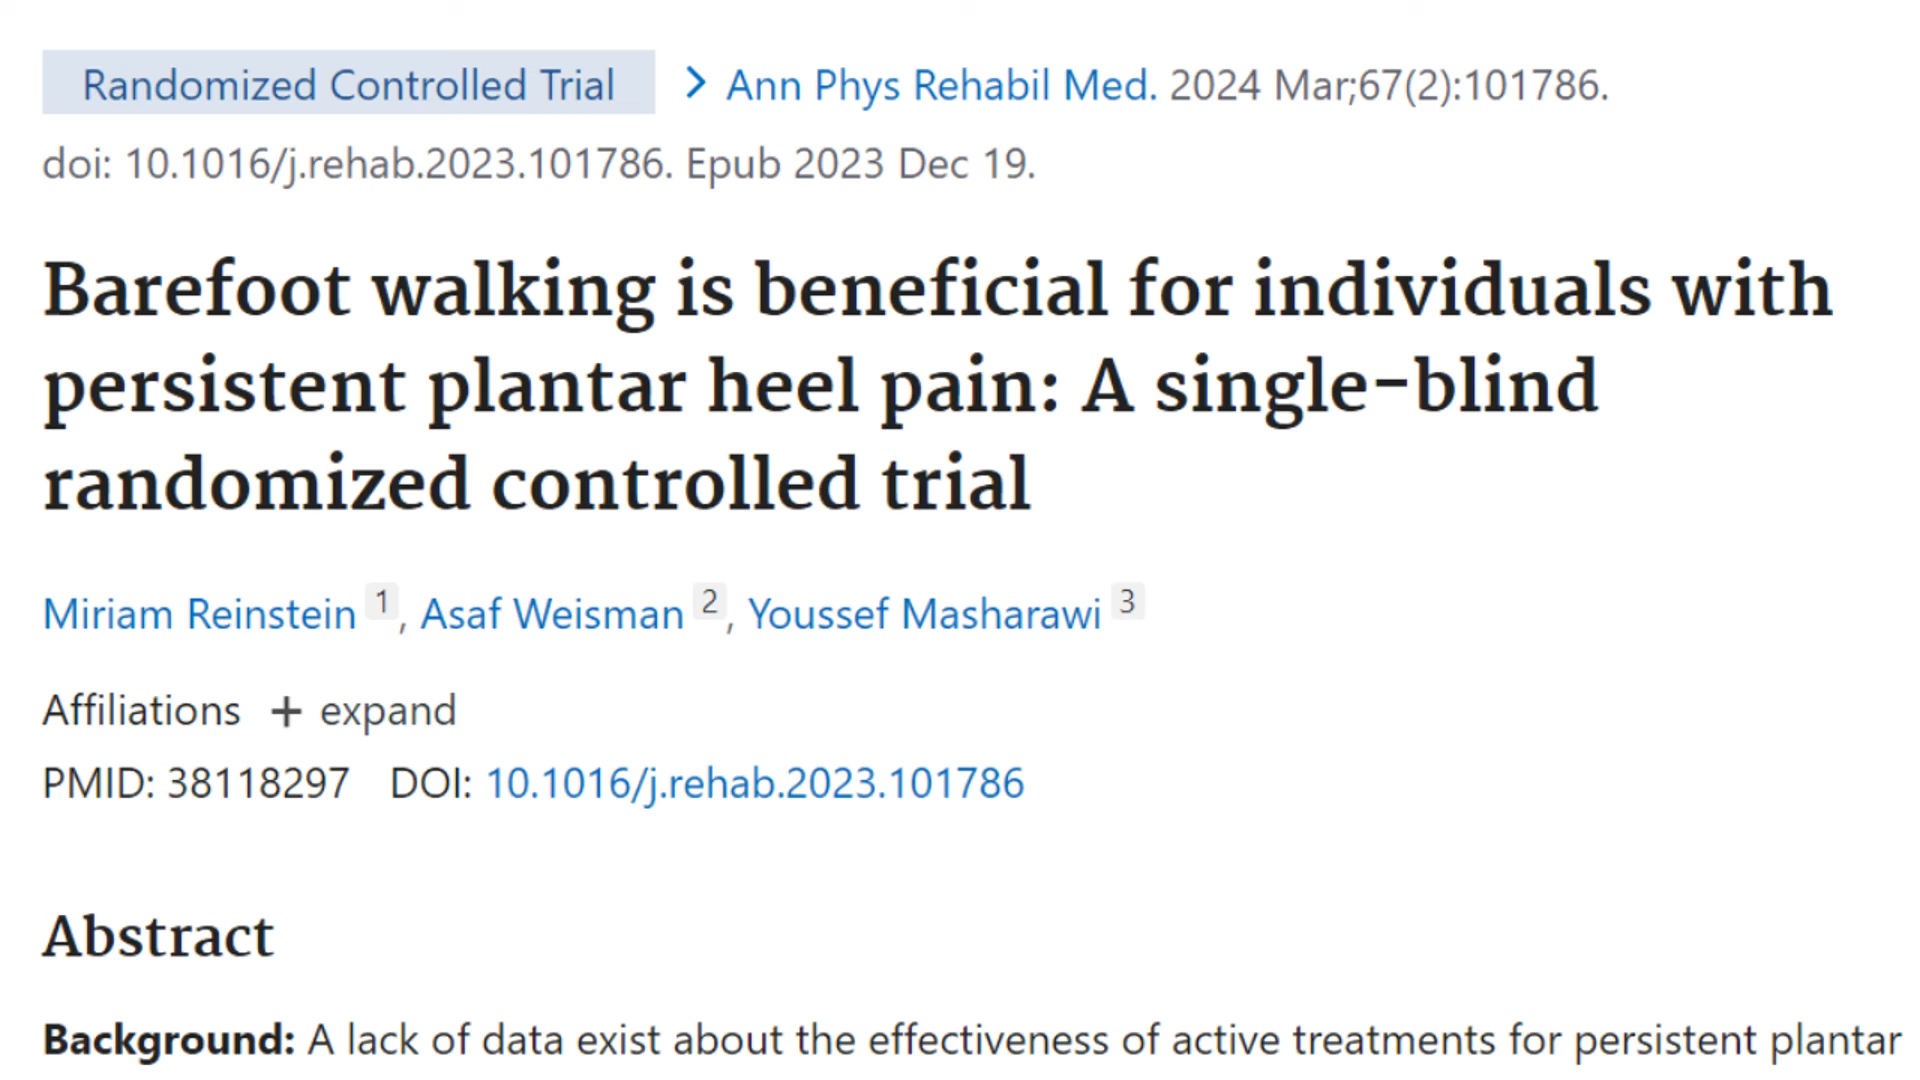 Randomized Controlled Trial > Ann Phys Rehabil Med. 2024 Mar;67(2):101786.
doi: 10.1016/j.rehab.2023.101786. Epub 2023 Dec 19.
Barefoot walking is beneficial for individuals with
persistent plantar heel pain: A single-blind
randomized controlled trial
Miriam Reinstein 1, Asaf Weisman 2, Youssef Masharawi 3
Affiliations + expand
PMID: 38118297 DOI: 10.1016/j.rehab.2023.101786
Abstract
Background: A lack of data exist about the effectiveness of active treatments for persistent plantar